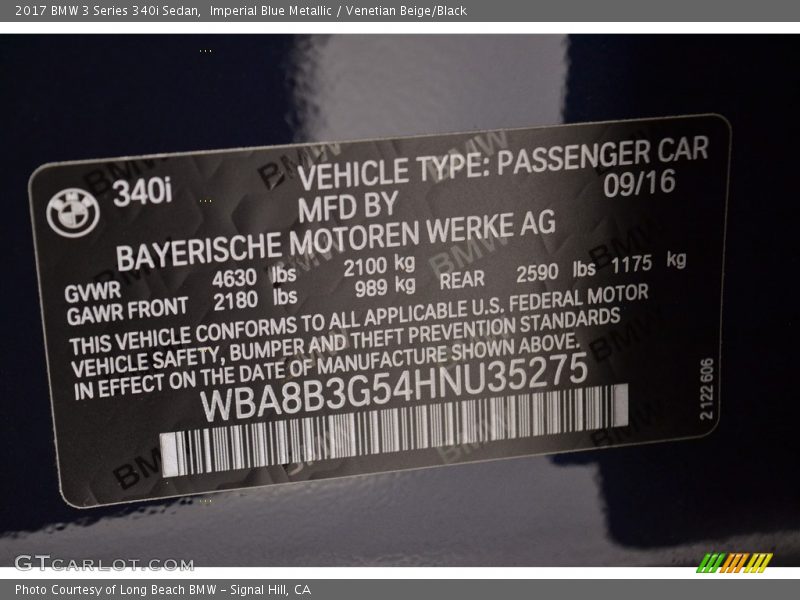 2017 BMW 3 Series 340i Sedan,  Imperial Blue Metallic / Venetian Beige/Black
340i
VEHICLE TYPE: PASSENGER CAR
MFD BY 09/16
BAYERISCHE MOTOREN WERKE AG
GVWR 4630 lbs 2100 kg
GAWR FRONT 2180 lbs 989 kg REAR 2590 lbs 1175 kg
THIS VEHICLE CONFORMS TO ALL APPLICABLE U.S. FEDERAL MOTOR
VEHICLE SAFETY, BUMPER AND THEFT PREVENTION STANDARDS
IN EFFECT ON THE DATE OF MANUFACTURE SHOWN ABOVE.
WBA8B3G54HNU35275
2 122 606
GTCARLOT.COM
Photo Courtesy of Long Beach BMW – Signal Hill, CA